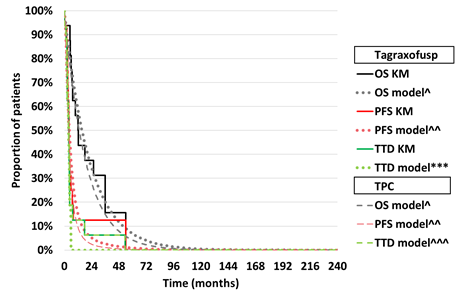 100%
90%
80%
70%
60%
50%
40%
30%
20%
10%
0%
Proportion of patients
0 24 48 72 96 120 144 168 192 216 240
Time (months)
Tagraxofusp
OS KM
OS model^
PFS KM
PFS model^^
TTD KM
TTD model***
TPC
OS model^
PFS model^^
TTD model^^^